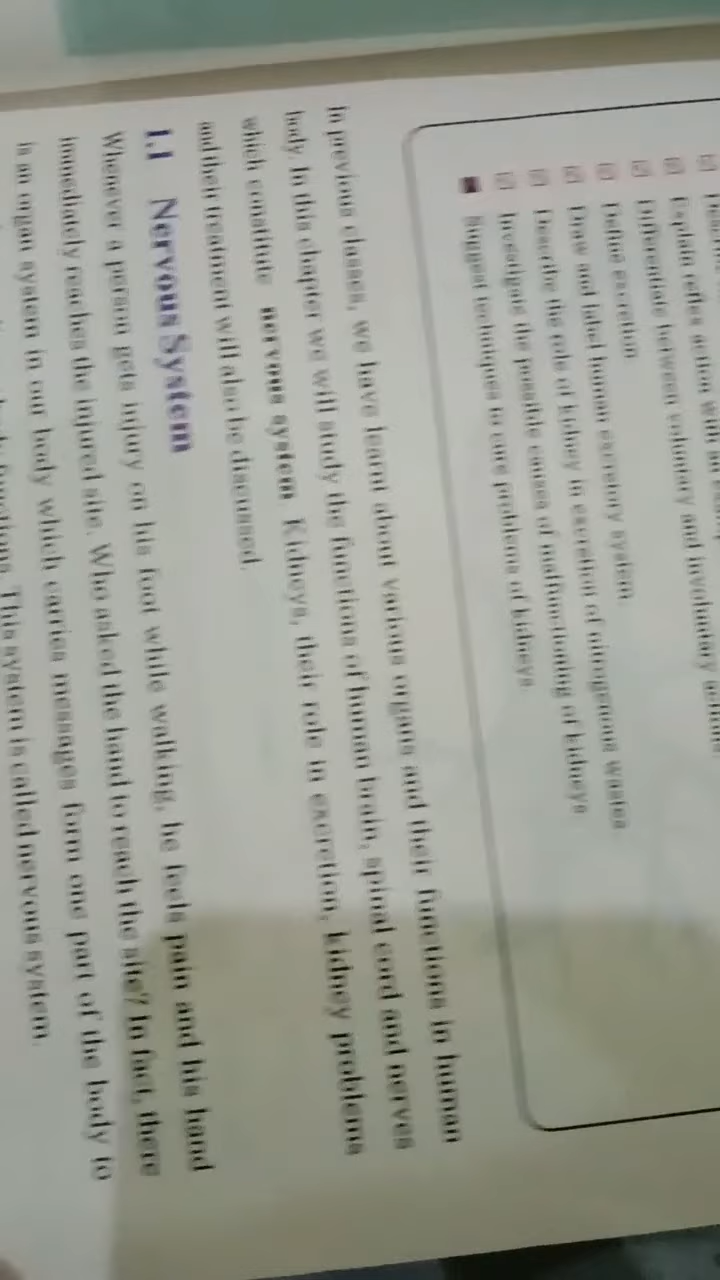 Explain reflex action with an
Differentiate between voluntary and involuntary actions
Define excretion
Draw and label human excretory system.
Describe the role of kidney in excretion of nitrogenous wastes
Investigate the possible causes of malfunctioning of kidneys
Suggest techniques to cure problems of kidneys.
In previous classes, we have learnt about various organs and their functions in human
body. In this chapter we will study the functions of human brain, spinal cord and nerves
which constitute nervous system. Kidneys, their role in excretion, kidney problems
and their treatment will also be discussed.
1.1 Nervous System
Whenever a person gets injury on his foot while walking, he feels pain and his hand
immediately reaches the injured site. Who asked the hand to reach the site? In fact, there
is an organ system in our body which carries messages form one part of the body to
functions. This system is called nervous system.